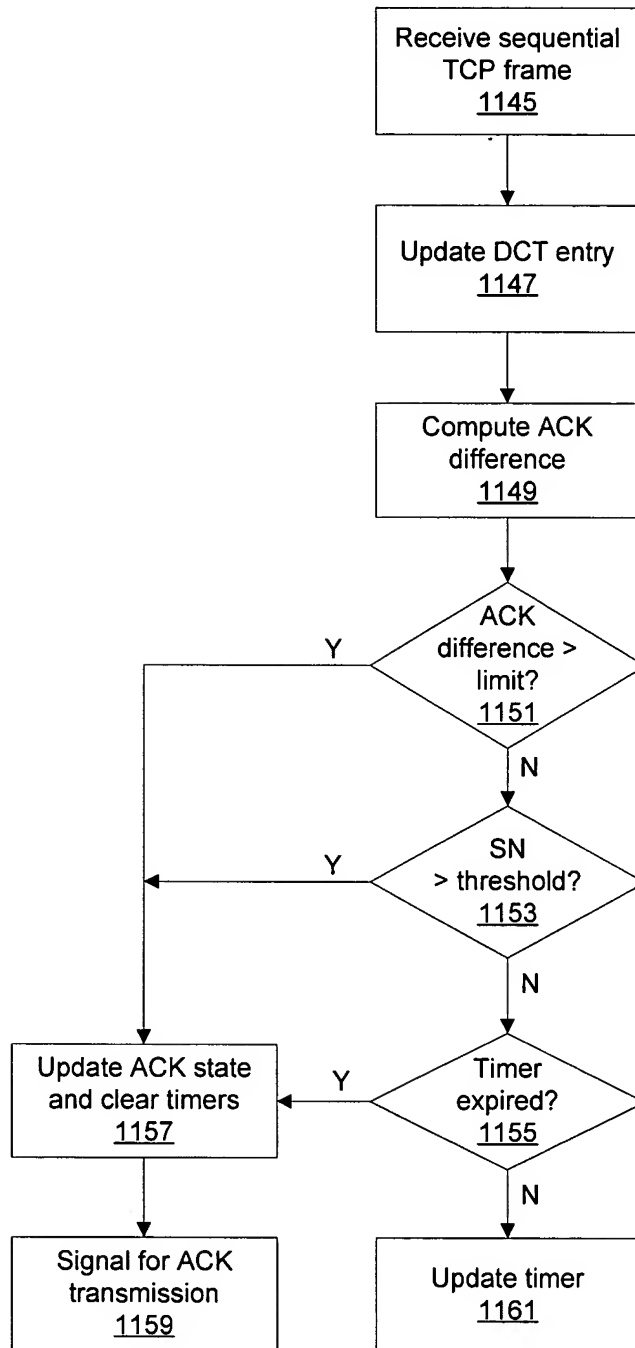 Receive sequential
TCP frame
1145
Update DCT entry
1147
Compute ACK
difference
1149
ACK
difference >
limit?
1151
Y
N
SN
> threshold?
1153
Y
N
Timer
expired?
1155
Y
N
Update ACK state
and clear timers
1157
Signal for ACK
transmission
1159
Update timer
1161